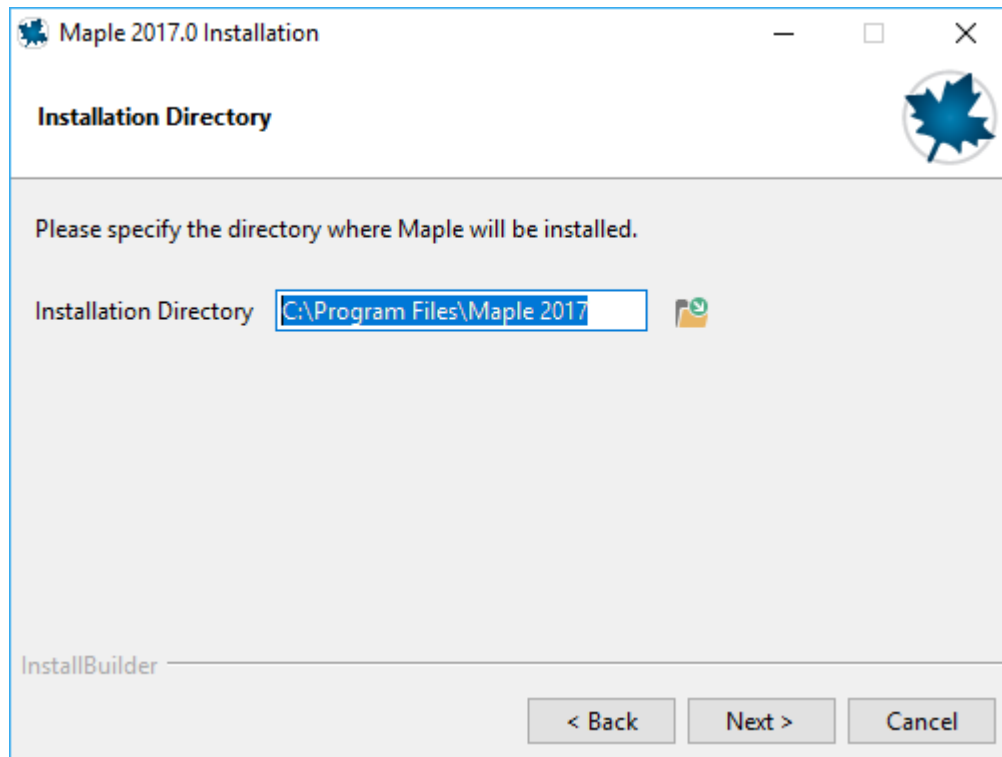 Maple 2017.0 Installation
Installation Directory
Please specify the directory where Maple will be installed.
Installation Directory C:\Program Files\Maple 2017
InstallBuilder
< Back Next > Cancel